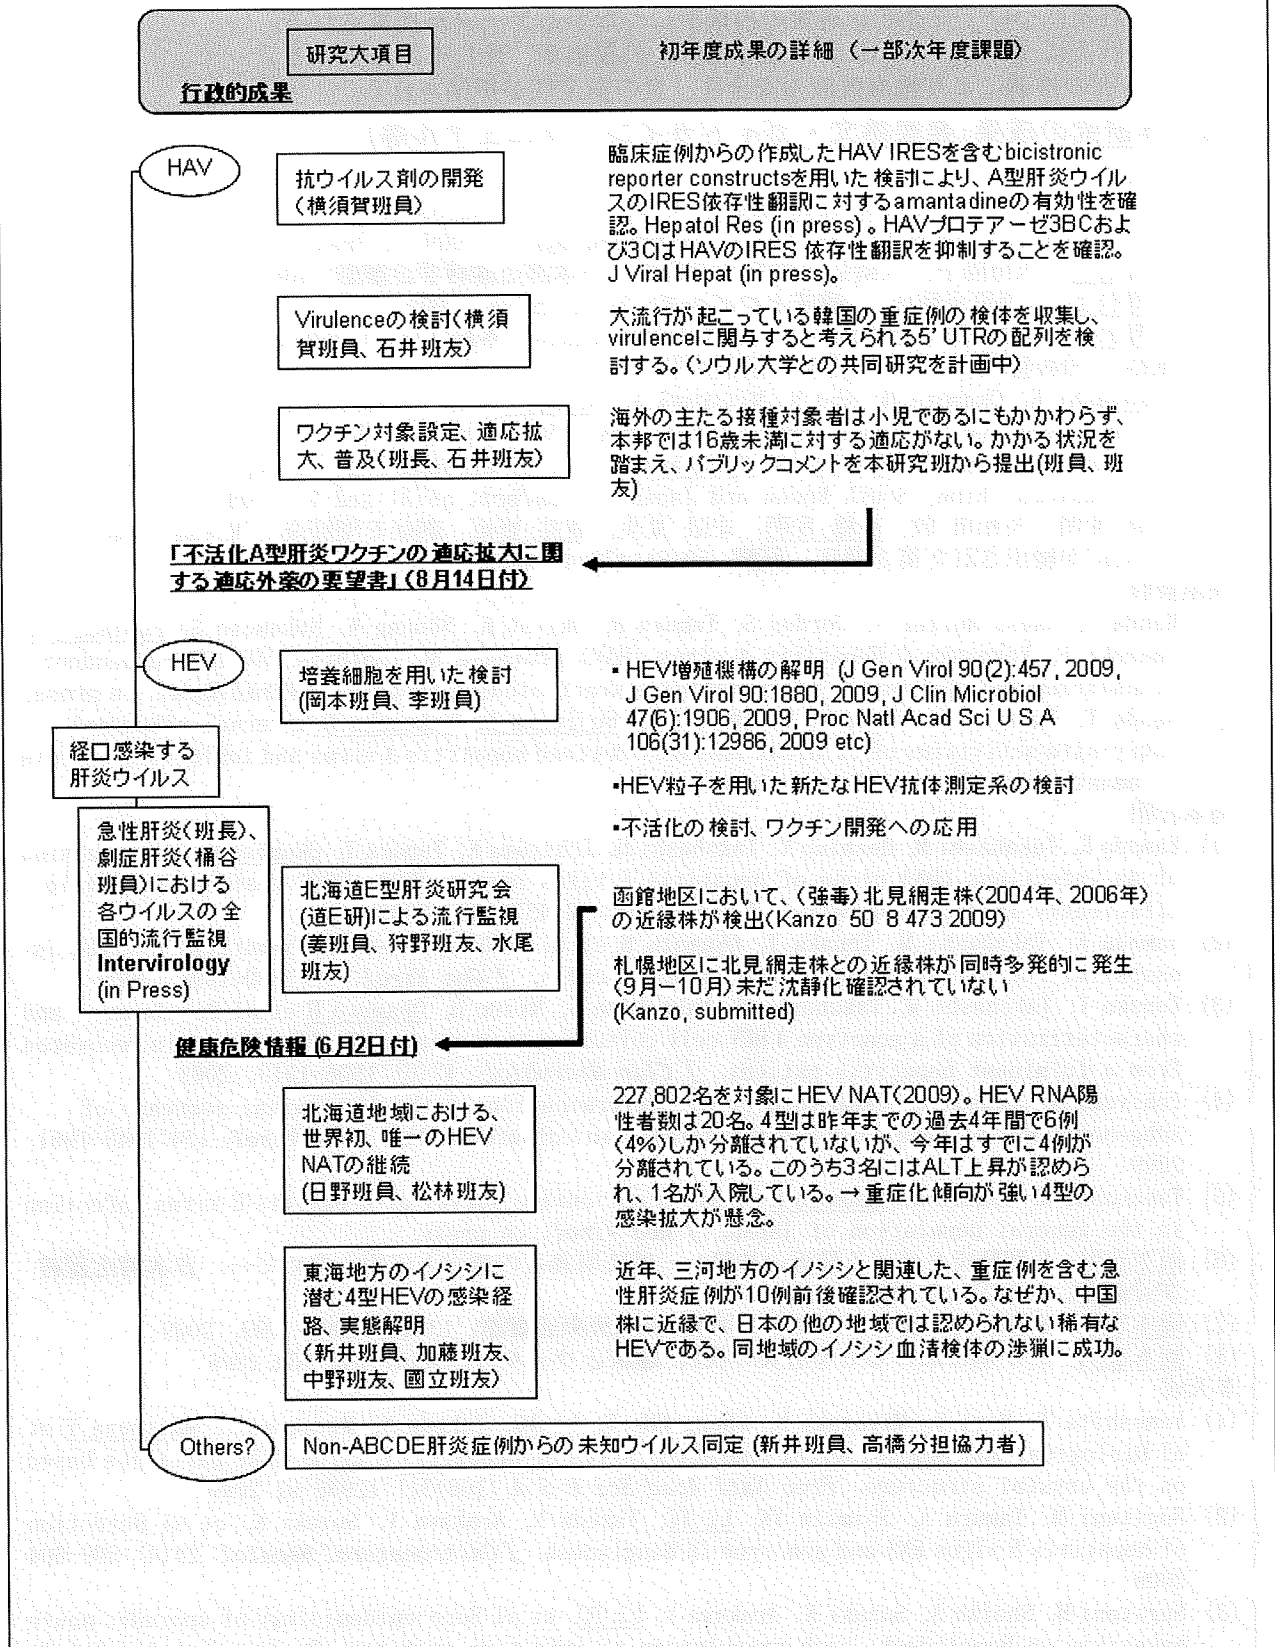 研究大項目
初年度成果の詳細(一部次年度課題)
行政的成果
HAV
抗ウイルス剤の開発
(横須賀班員)
臨床症例からの作成したHAV IRESを含むbicistronic
reporter constructsを用いた検討により、A型肝炎ウイル
スのIRES依存性翻訳に対するamantadineの有効性を確
認。Hepatol Res (in press) 。HAVプロテアーゼ3BCおよ
び3CはHAVのIRES 依存性翻訳を抑制することを確認。
J Viral Hepat (in press)。
Virulenceの検討(横須
賀班員、石井班友)
大流行が起こっている韓国の重症例の検体を収集し、
virulenceに関与すると考えられる5' UTRの配列を検
討する。(ソウル大学との共同研究を計画中)
ワクチン対象設定、適応拡
大、普及(班長、石井班友)
海外の主たる接種対象者は小児であるにもかかわらず、
本邦では16歳未満に対する適応がない。かかる状況を
踏まえ、パブリックコメントを本研究班から提出(班員、班
友)
「不活化A型肝炎ワクチンの適応拡大に関
する適応外薬の要望書」(8月14日付)
HEV
培養細胞を用いた検討
(岡本班員、李班員)
▪ HEV増殖機構の解明 (J Gen Virol 90(2):457, 2009,
J Gen Virol 90:1880, 2009, J Clin Microbiol
47(6):1906, 2009, Proc Natl Acad Sci U S A
106(31):12986, 2009 etc)
▪HEV粒子を用いた新たなHEV抗体測定系の検討
▪不活化の検討、ワクチン開発への応用
経口感染する
肝炎ウイルス
急性肝炎(班長)、
劇症肝炎(桶谷
班員)における
各ウイルスの全
国的流行監視
Intervirology
(in Press)
北海道E型肝炎研究会
(道E研)による流行監視
(姜班員、狩野班友、水尾
班友)
函館地区において、(強毒)北見網走株(2004年、2006年)
の近縁株が検出(Kanzo 50 8 473 2009)
札幌地区に北見網走株との近縁株が同時多発的に発生
(9月－10月)未だ沈静化確認されていない
(Kanzo, submitted)
健康危険情報 (6月2日付)
北海道地域における、
世界初、唯一のHEV
NATの継続
(日野班員、松林班友)
227,802名を対象にHEV NAT(2009)。HEV RNA陽
性者数は20名。4型は昨年までの過去4年間で6例
(4%)しか分離されていないが、今年はすでに4例が
分離されている。このうち3名にはALT上昇が認めら
れ、1名が入院している。→重症化傾向が強い4型の
感染拡大が懸念。
東海地方のイノシシに
潜む4型HEVの感染経
路、実態解明
(新井班員、加藤班友、
中野班友、國立班友)
近年、三河地方のイノシシと関連した、重症例を含む急
性肝炎症例が10例前後確認されている。なぜか、中国
株に近縁で、日本の他の地域では認められない稀有な
HEVである。同地域のイノシシ血清検体の渉猟に成功。
Others?
Non-ABCDE肝炎症例からの未知ウイルス同定 (新井班員、高橋分担協力者)